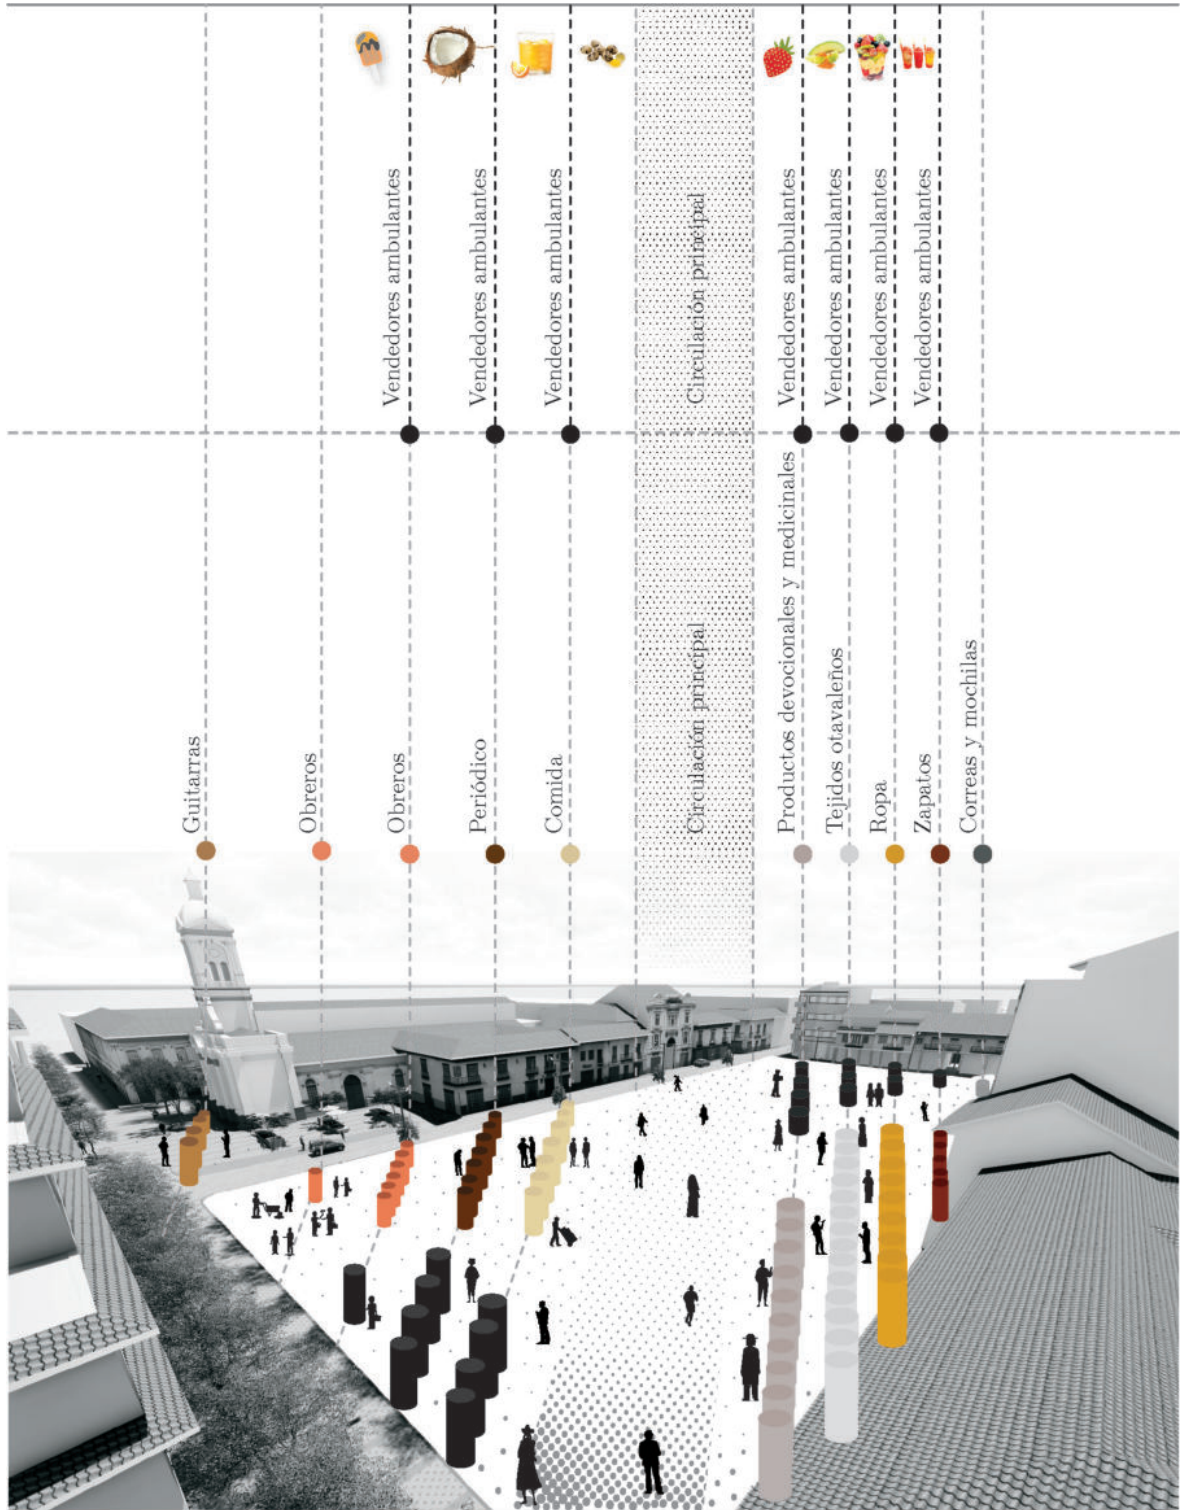 Vendedores ambulantes
Vendedores ambulantes
Vendedores ambulantes
Circulación principal
Vendedores ambulantes
Vendedores ambulantes
Vendedores ambulantes
Vendedores ambulantes
Guitarras
Obreros
Obreros
Periódico
Comida
Circulación principal
Productos devocionales y medicinales
Tejidos otavaleños
Ropa
Zapatos
Correas y mochilas